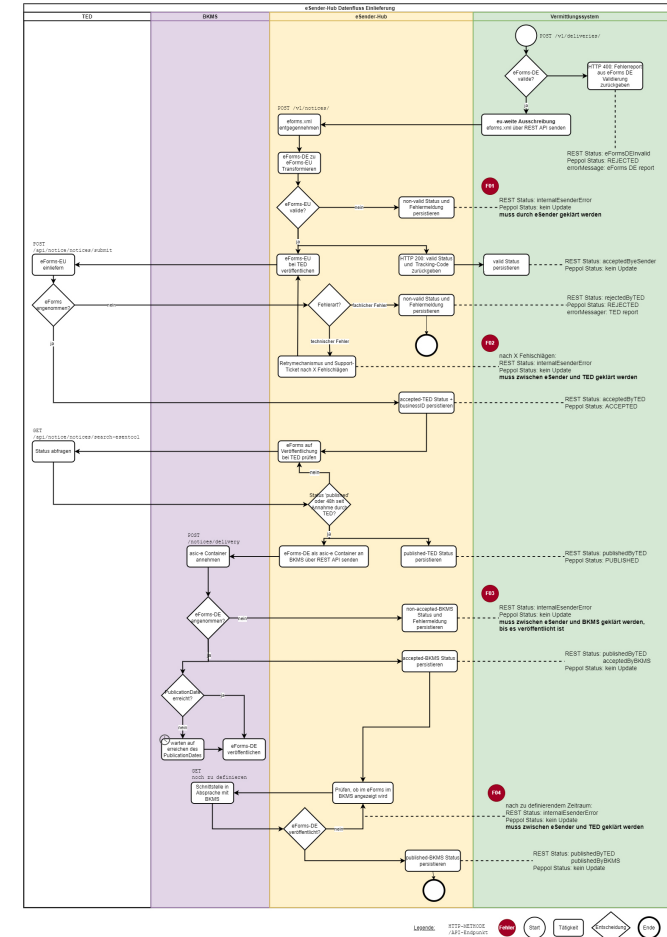 eSender-Hub Datenfluss Einlieferung
TED
BKMS
eSender-Hub
Vermittlungssystem
POST /v1/deliveries/
eForms-DE
valide?
HTTP 400: Fehlerreport
aus eForms DE
Validierung
zurückgeben
ja
POST /v1/notices/
eforms.xml
entgegennehmen
eu-weite Ausschreibung
eforms.xml über REST API senden
REST Status: eFormsDEInvalid
Peppol Status: REJECTED
errorMessage: eForms DE report
eForms-DE zu
eForms-EU
Transformieren
F01
eForms-EU
valide?
nein
non-valid Status und
Fehlermeldung
persistieren
REST Status: internalEsenderError
Peppol Status: kein Update
muss durch eSender geklärt werden
ja
POST
/api/notice/notices/submit
eForms-EU
einliefern
eForms-EU
bei TED
veröffentlichen
HTTP 200: valid Status
und Tracking-Code
zurückgeben
valid Status
persistieren
REST Status: acceptedByeSender
Peppol Status: kein Update
eForms
angenommen?
nein
Fehlerart?
fachlicher Fehler
non-valid Status und
Fehlermeldung
persistieren
REST Status: rejectedByTED
Peppol Status: REJECTED
errorMessager: TED report
technischer Fehler
F02
ja
Retrymechanismus und Support-
Ticket nach X Fehlschlägen
nach X Fehlschlägen:
REST Status: internalEsenderError
Peppol Status: kein Update
muss zwischen eSender und TED geklärt werden
accepted-TED Status +
businessID persistieren
REST Status: acceptedByTED
Peppol Status: ACCEPTED
GET
/api/notice/notices/search-esentool
Status abfragen
eForms auf
Veröffentlichung
bei TED prüfen
nein
Status 'published'
oder 48h seit
Annahme durch
TED?
ja
POST
/notices/delivery
asic-e Container
annehmen
eForms-DE als asic-e Container an
BKMS über REST API senden
published-TED Status
persistieren
REST Status: publishedByTED
Peppol Status: PUBLISHED
F03
eForms-DE
angenommen?
nein
non-accepted-BKMS
Status und
Fehlermeldung
persistieren
REST Status: internalEsenderError
Peppol Status: kein Update
muss zwischen eSender und BKMS geklärt werden,
bis es veröffentlicht ist
ja
accepted-BKMS Status
persistieren
REST Status: publishedByTED
acceptedByBKMS
Peppol Status: kein Update
PublicationData
erreicht?
ja
nein
warten auf
erreichen des
PublicationDates
eForms-DE
veröffentlichen
GET
noch zu definieren
Schnittstelle in
Absprache mit
BKMS
Prüfen, ob im eForms im
BKMS angezeigt wird
F04
nach zu definierendem Zeitraum:
REST Status: internalEsenderError
Peppol Status: kein Update
muss zwischen eSender und TED geklärt werden
eForms-DE
veröffentlicht?
nein
published-BKMS Status
persistieren
REST Status: publishedByTED
publishedByBKMS
Peppol Status: kein Update
Legende:
HTTP-METHODE
/API-Endpinkt
Fehler
Start
Tätigkeit
Entscheidung
Ende